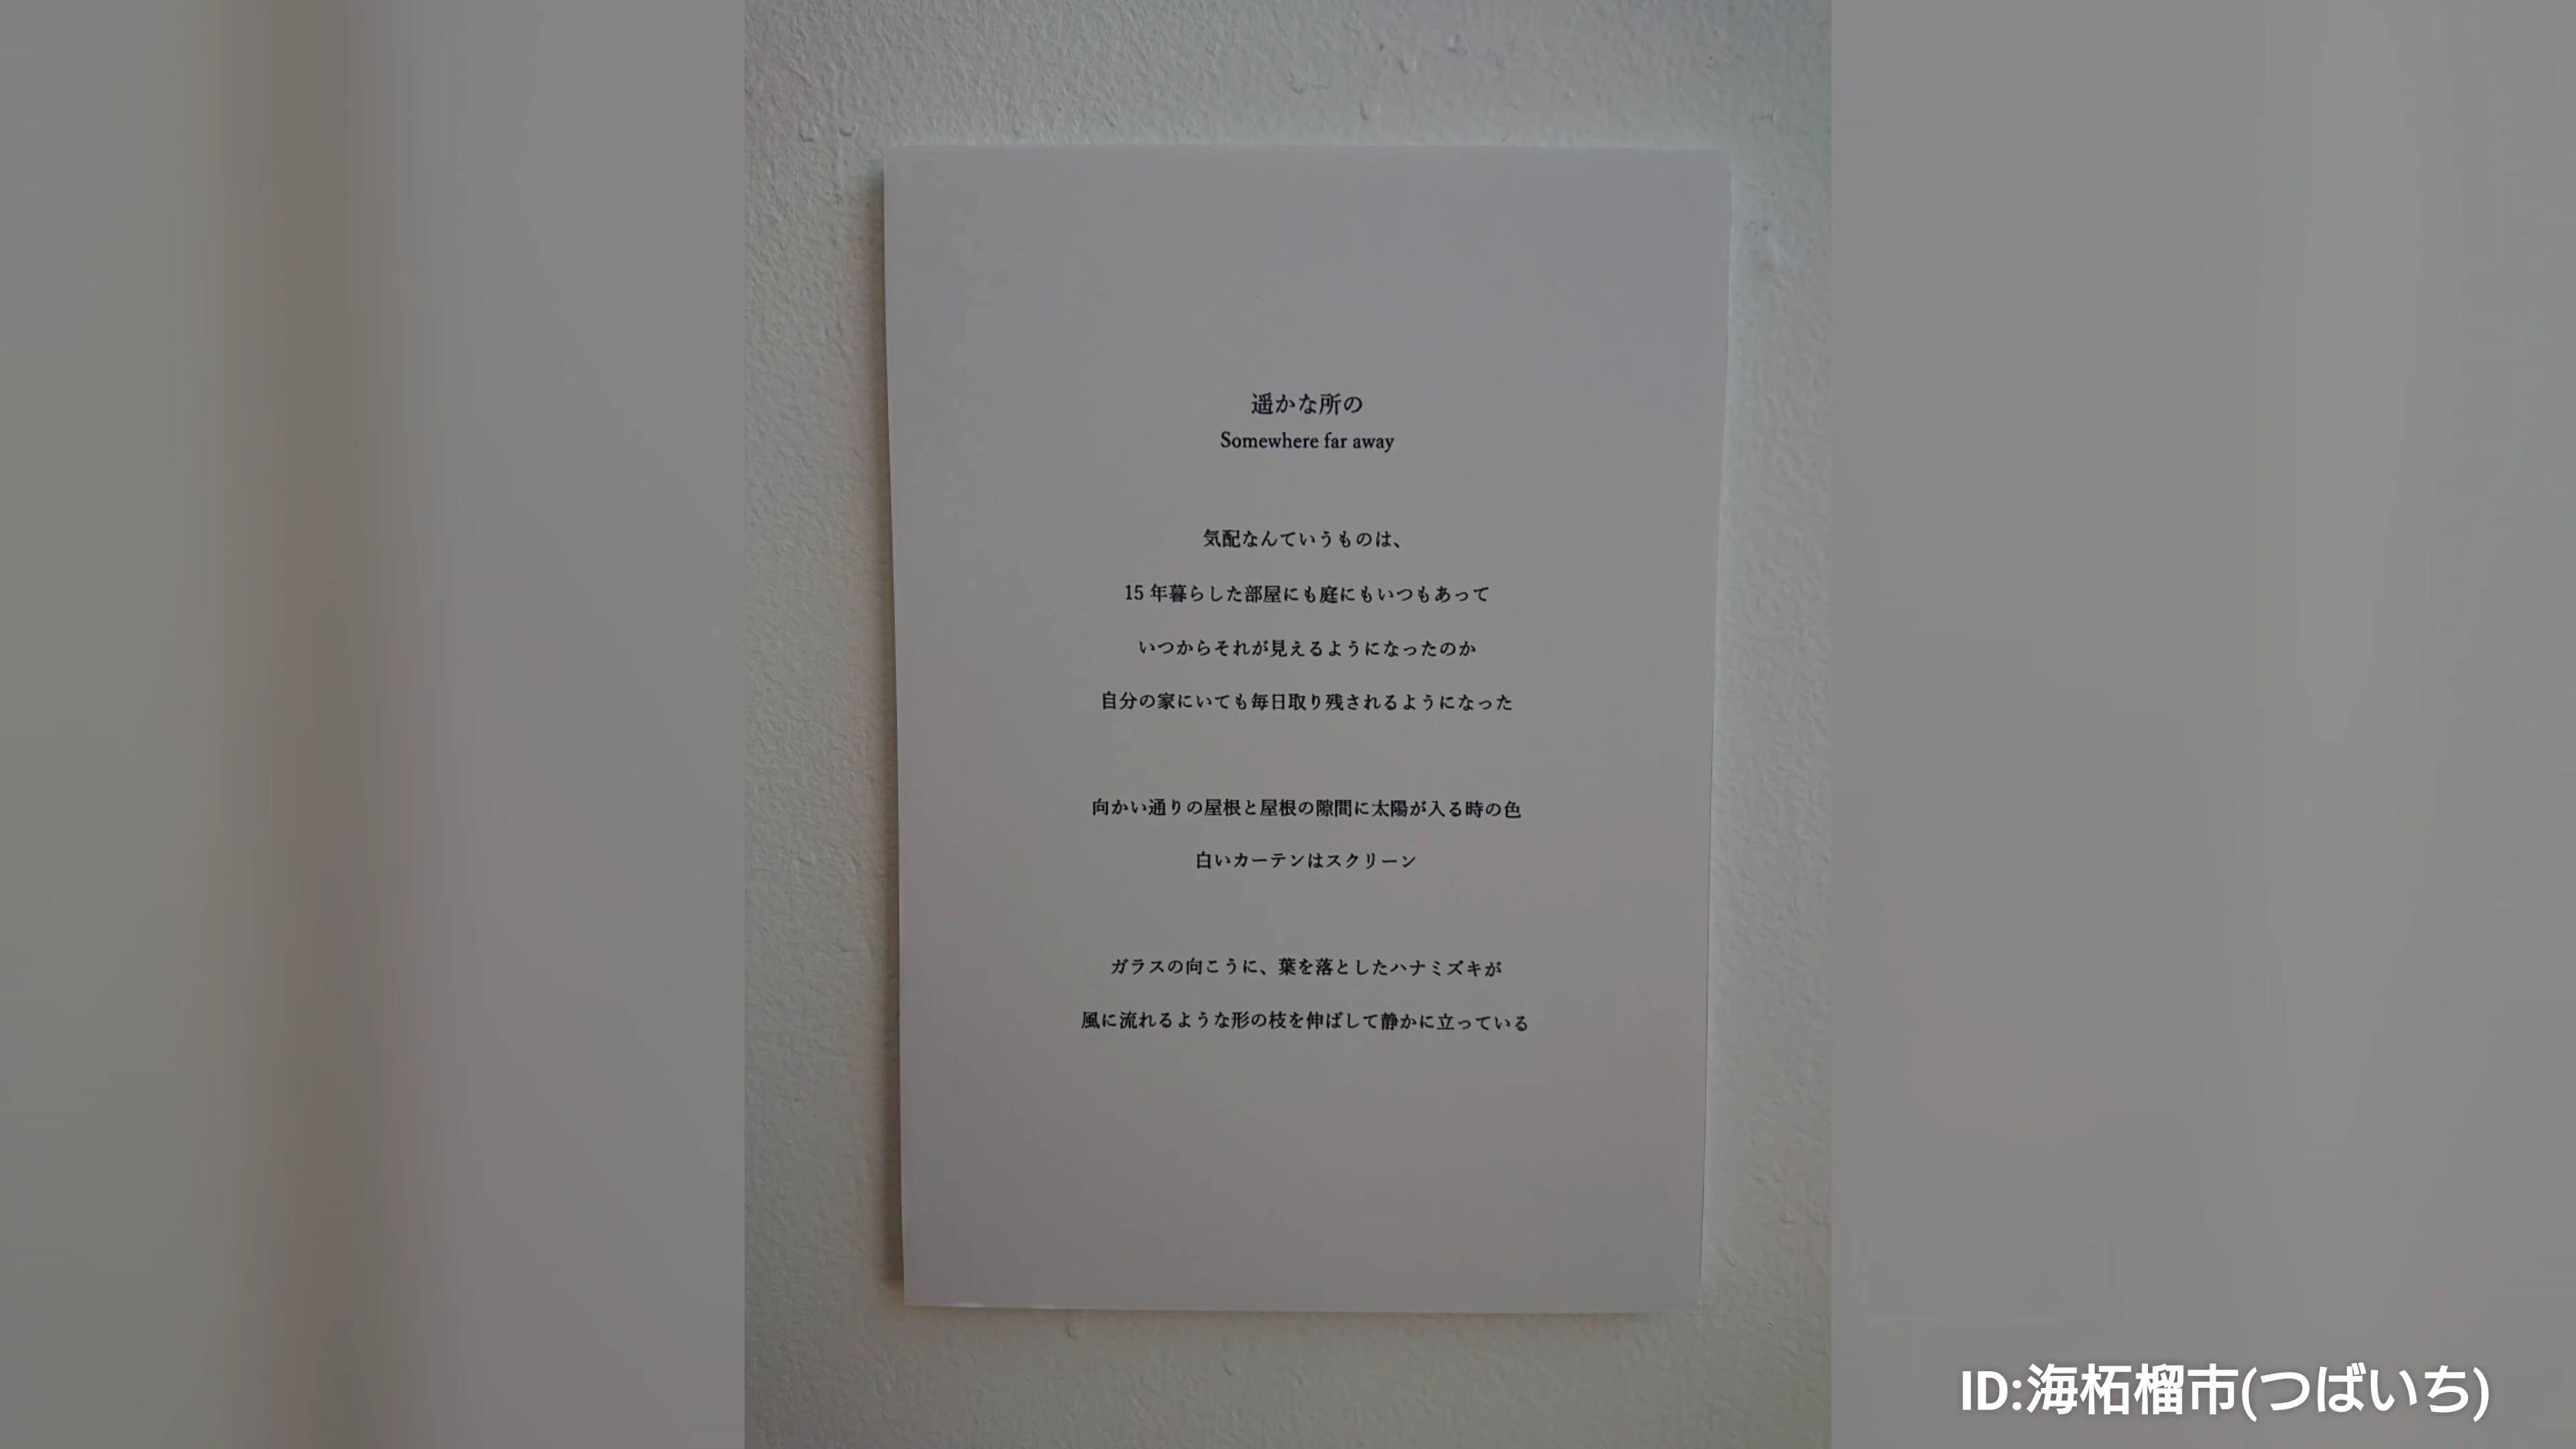 遥かな所の
Somewhere far away
気配なんていうものは、
15 年暮らした部屋にも庭にもいつもあって
いつからそれが見えるようになったのか
自分の家にいても毎日取り残されるようになった
向かい通りの屋根と屋根の隙間に太陽が入る時の色
白いカーテンはスクリーン
ガラスの向こうに、葉を落としたハナミズキが
風に流れるような形の枝を伸ばして静かに立っている
ID:海柘榴市(つばいち)